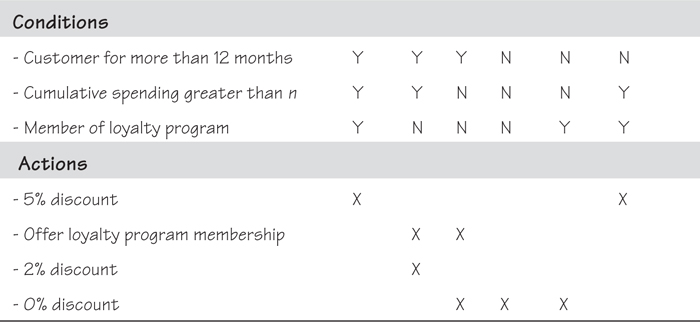 Conditions
- Customer for more than 12 months Y Y Y N N N
- Cumulative spending greater than n Y Y N N N Y
- Member of loyalty program Y N N N Y Y
Actions
- 5% discount X X
- Offer loyalty program membership X X
- 2% discount X
- 0% discount X X X